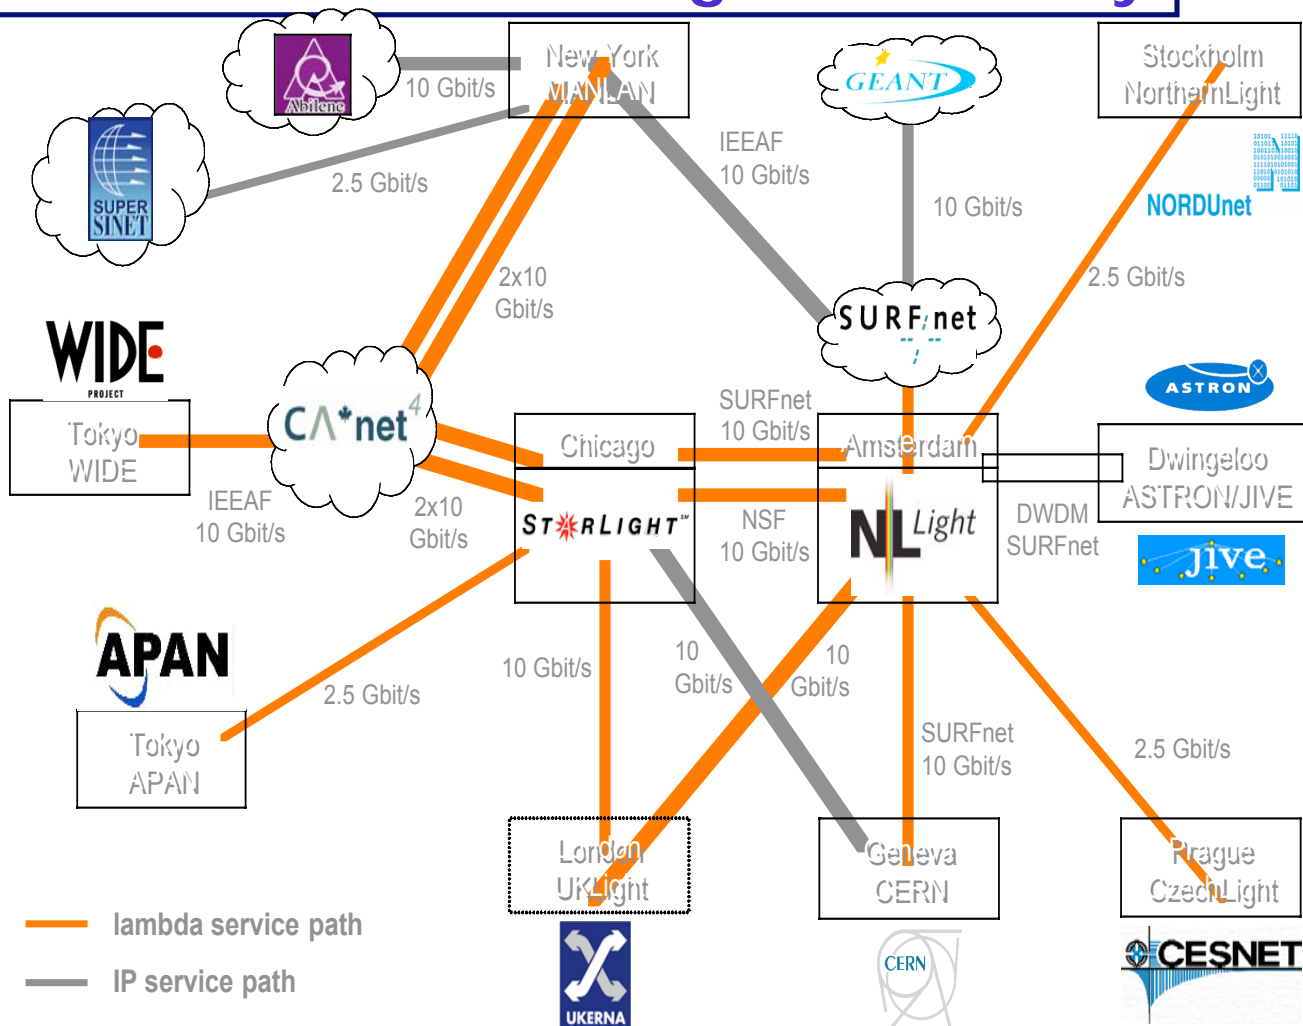 New York
MANLAN
Stockholm
NorthernLight
Abilene
10 Gbit/s
GEANT
IEEAF
10 Gbit/s
SUPER
SINET
2.5 Gbit/s
10 Gbit/s
NORDUnet
2x10
Gbit/s
2.5 Gbit/s
SURFnet
WIDE
PROJECT
CA*net 4
ASTRON
Tokyo
WIDE
SURFnet
10 Gbit/s
Chicago
Amsterdam
Dwingeloo
ASTRON/JIVE
IEEAF
10 Gbit/s
2x10
Gbit/s
STARLIGHT℠
NSF
10 Gbit/s
NL Light
DWDM
SURFnet
jive
APAN
10 Gbit/s
10
Gbit/s
10
Gbit/s
2.5 Gbit/s
SURFnet
10 Gbit/s
2.5 Gbit/s
Tokyo
APAN
London
UKLight
Geneva
CERN
Prague
CzechLight
lambda service path
IP service path
UKERNA
CERN
CESNET